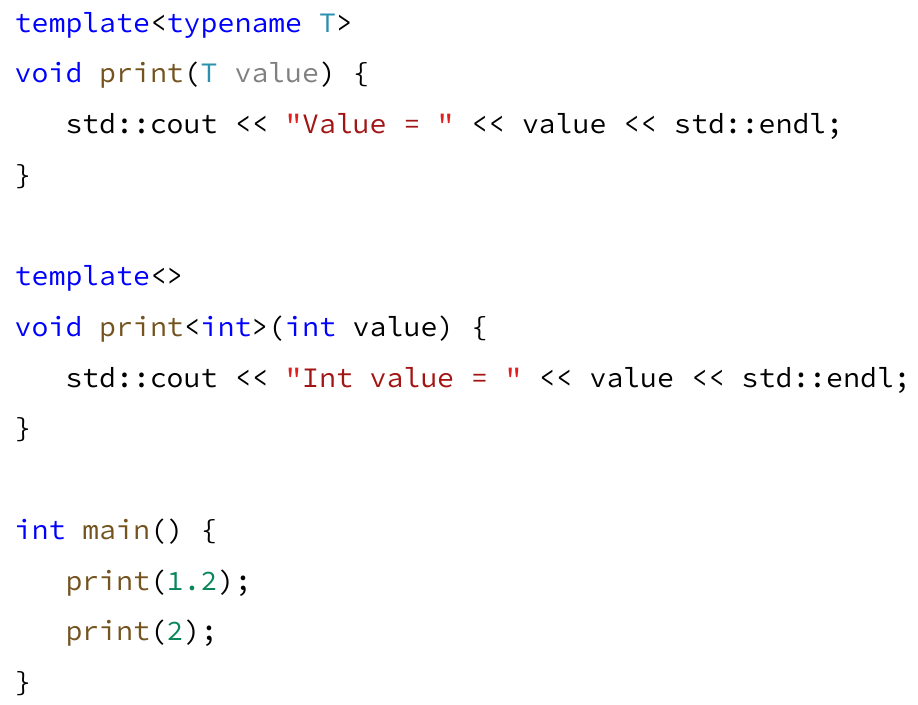 template<typename T>
void print(T value) {
   std::cout << "Value = " << value << std::endl;
}

template<>
void print<int>(int value) {
   std::cout << "Int value = " << value << std::endl;
}

int main() {
   print(1.2);
   print(2);
}